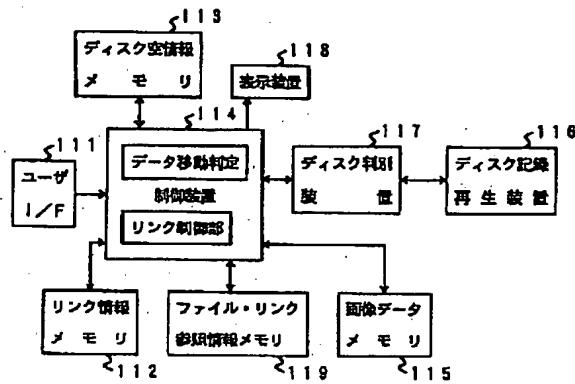 113
ディスク空情報
メモリ
118
表示装置
114
111
117
116
データ移動判定
ユーザ
I/F
制御装置
ディスク判別
装置
ディスク記録
再生装置
リンク制御部
リンク情報
メモリ
ファイル・リンク
参照情報メモリ
画像データ
メモリ
112
119
115